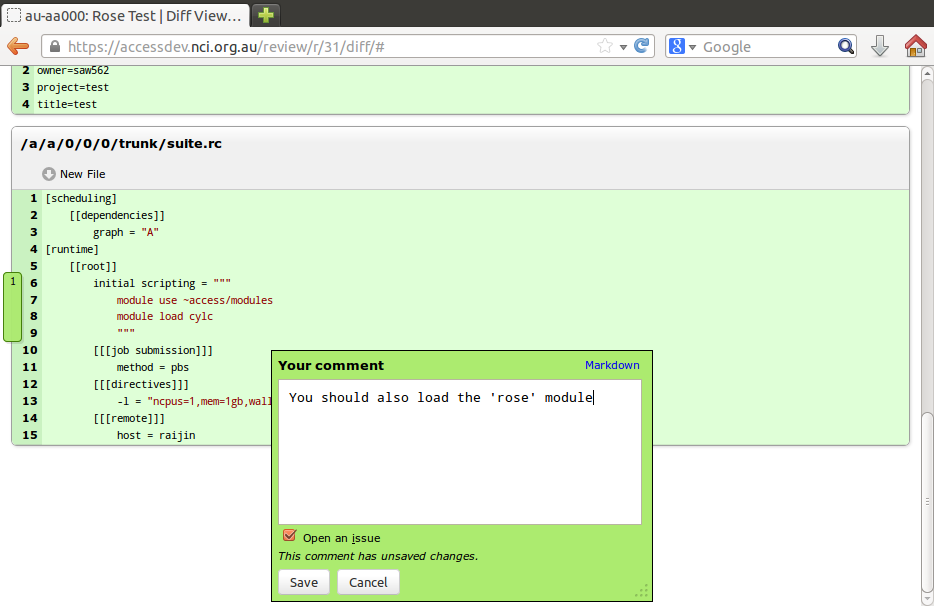 au-aa000: Rose Test | Diff View...
https://accessdev.nci.org.au/review/r/31/diff/#
Google
2 owner=saw562
3 project=test
4 title=test
/a/a/0/0/0/trunk/suite.rc
New File
1 [scheduling]
2 [[dependencies]]
3 graph = "A"
4 [runtime]
5 [[root]]
1
6 initial scripting = """
7 module use ~access/modules
8 module load cylc
9 """
10 [[[job submission]]]
11 method = pbs
12 [[[directives]]]
13 -l = "ncpus=1,mem=1gb,wall
14 [[[remote]]]
15 host = raijin
Your comment
Markdown
You should also load the 'rose' module
Open an issue
This comment has unsaved changes.
Save
Cancel